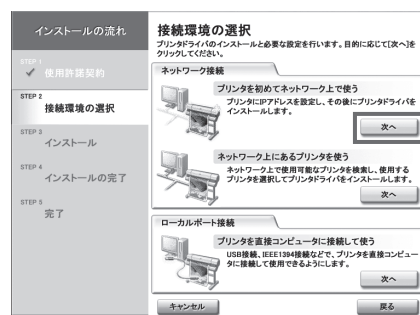 インストールの流れ
STEP 1
使用許諾契約
STEP 2
接続環境の選択
STEP 3
インストール
STEP 4
インストールの完了
STEP 5
完了
接続環境の選択
プリンタドライバのインストールと必要な設定を行います。目的に応じて[次へ]を
クリックしてください。
ネットワーク接続
プリンタを初めてネットワーク上で使う
プリンタにIPアドレスを設定し、その後にプリンタドライバを
インストールします。
次へ
ネットワーク上にあるプリンタを使う
ネットワーク上で使用可能なプリンタを検索し、使用する
プリンタを選択してプリンタドライバをインストールします。
次へ
ローカルポート接続
プリンタを直接コンピュータに接続して使う
USB接続、IEEE1394接続などで、プリンタを直接コンピュー
タに接続して使用できるようにします。
次へ
キャンセル
戻る